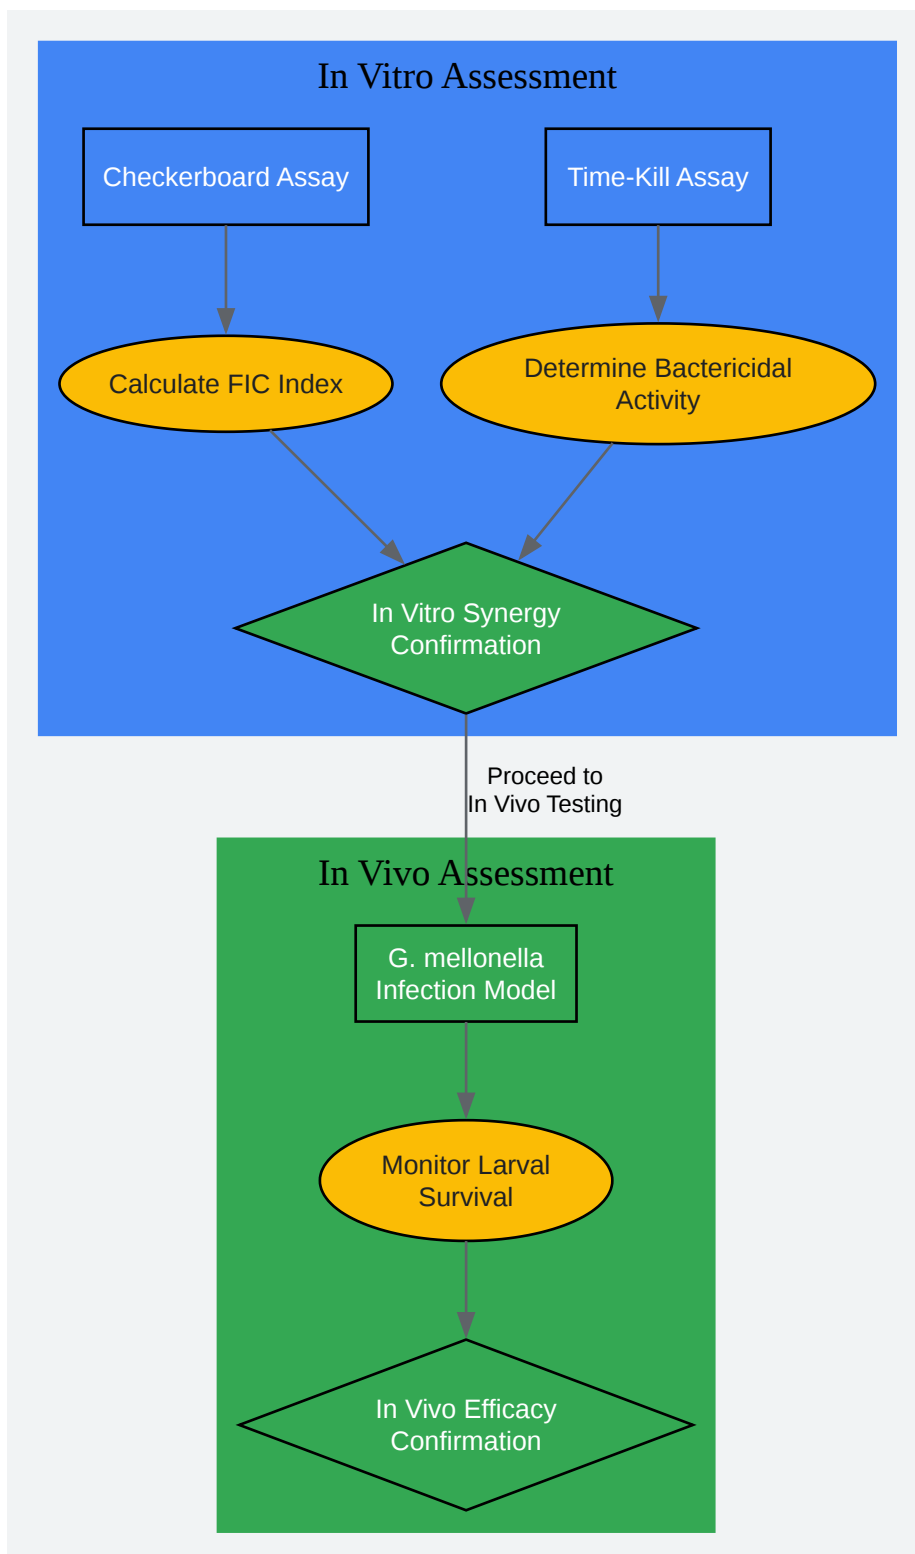 In Vitro Assessment
Checkerboard Assay
Time-Kill Assay
Calculate FIC Index
Determine Bactericidal
Activity
In Vitro Synergy
Confirmation
Proceed to
In Vivo Testing
In Vivo Assessment
G. mellonella
Infection Model
Monitor Larval
Survival
In Vivo Efficacy
Confirmation